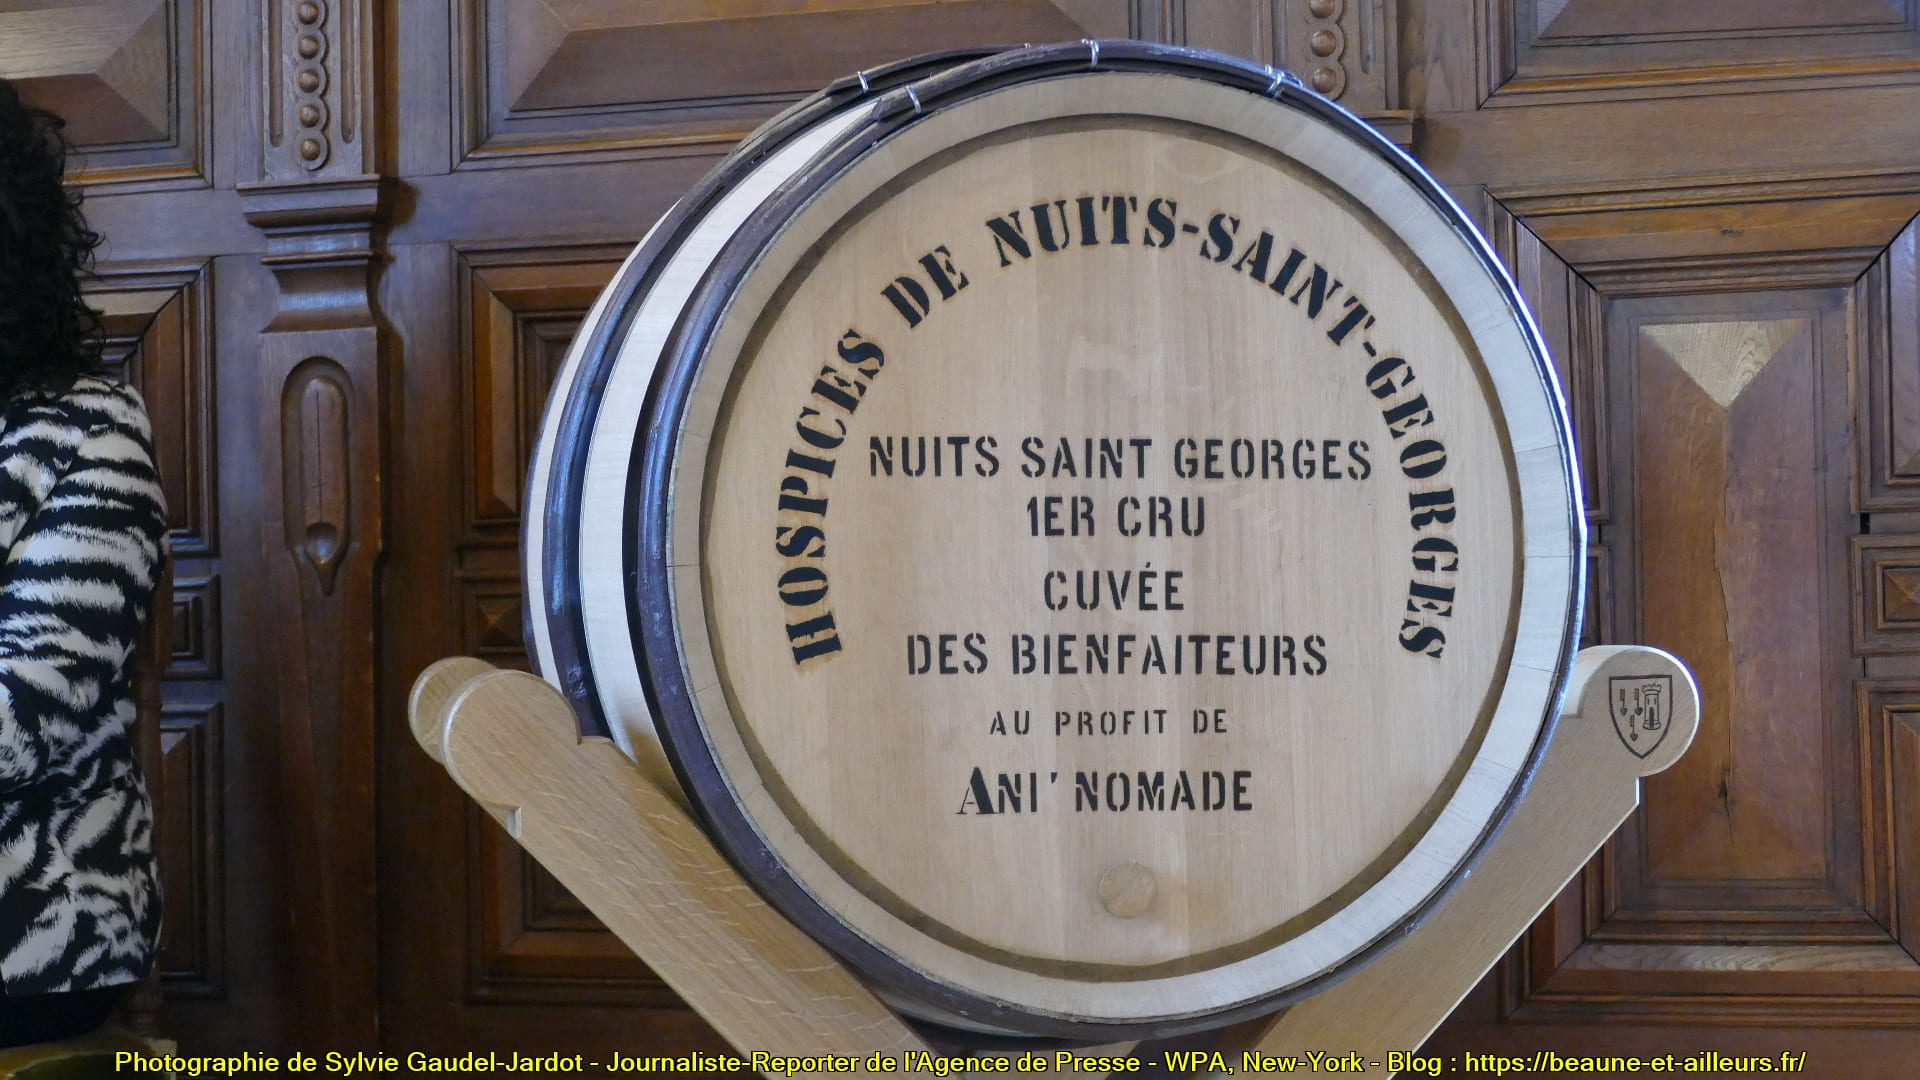 HOSPICES DE NUITS-SAINT-GEORGES
NUITS SAINT GEORGES
1ER CRU
CUVÉE
DES BIENFAITEURS
AU PROFIT DE
ANI' NOMADE
Photographie de Sylvie Gaudel-Jardot - Journaliste-Reporter de l'Agence de Presse - WPA, New-York - Blog : https://beaune-et-ailleurs.fr/